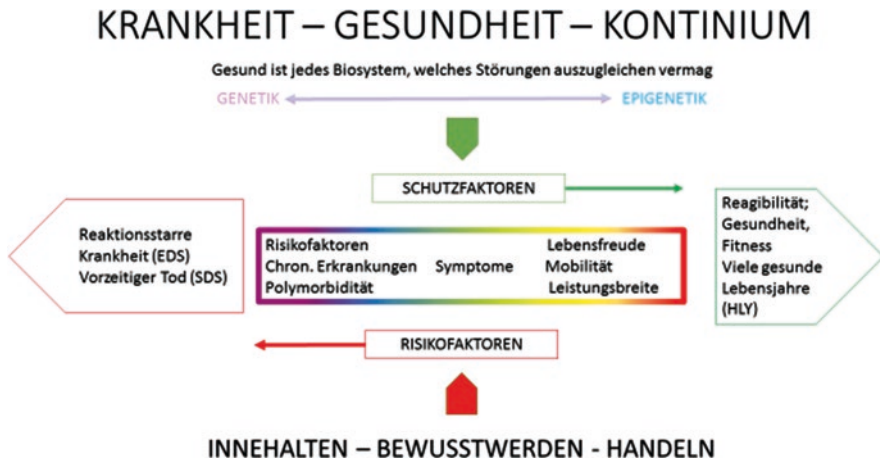 KRANKHEIT – GESUNDHEIT – KONTINIUM
Gesund ist jedes Biosystem, welches Störungen auszugleichen vermag
GENETIK
EPIGENETIK
SCHUTZFAKTOREN
Reaktionsstarre
Krankheit (EDS)
Vorzeitiger Tod (SDS)
Risikofaktoren
Chron. Erkrankungen
Polymorbidität
Symptome
Lebensfreude
Mobilität
Leistungsbreite
Reagibilität;
Gesundheit,
Fitness
Viele gesunde
Lebensjahre
(HLY)
RISIKOFAKTOREN
INNEHALTEN – BEWUSSTWERDEN - HANDELN